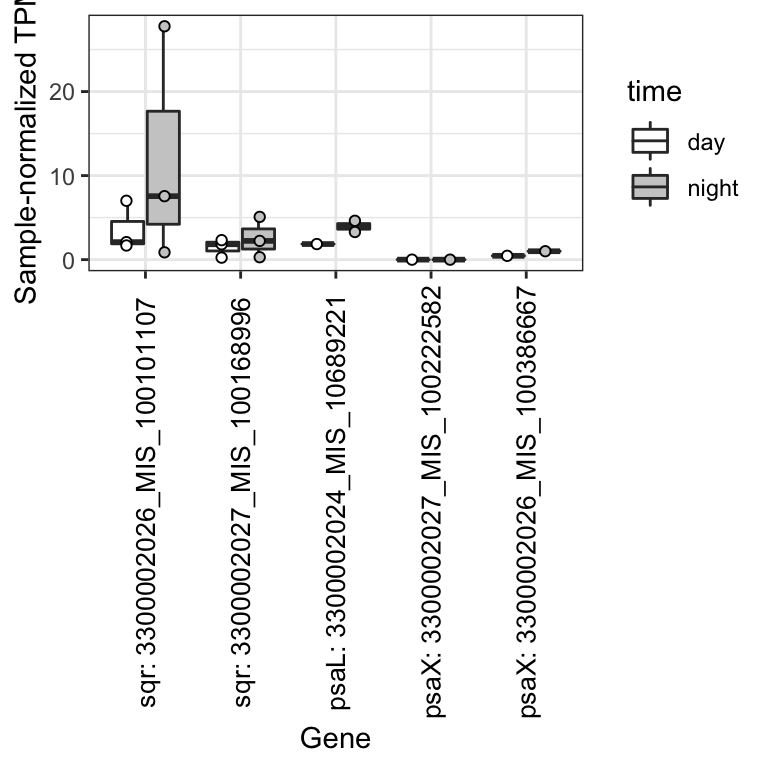 Sample-normalized
20
10
0
sqr: 3300002026_MIS_100101107
sqr: 3300002027_MIS_100168996
psaL: 3300002024_MIS_10689221
psaX: 3300002027_MIS_100222582
psaX: 3300002026_MIS_100386667
Gene
time
day
night